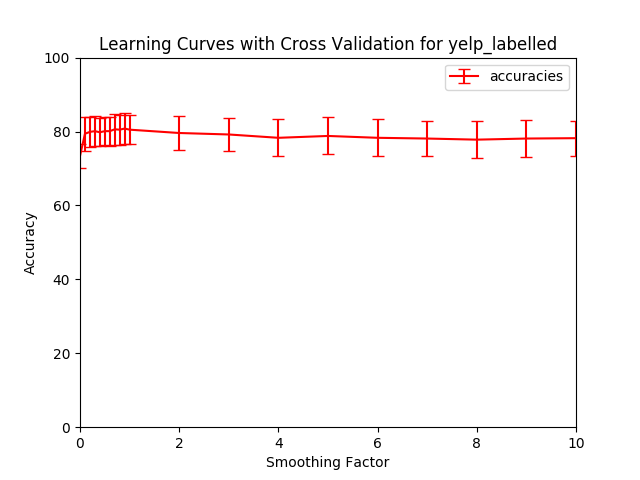 Learning Curves with Cross Validation for yelp_labelled
accuracies
100
80
60
40
20
0
Accuracy
0 2 4 6 8 10
Smoothing Factor